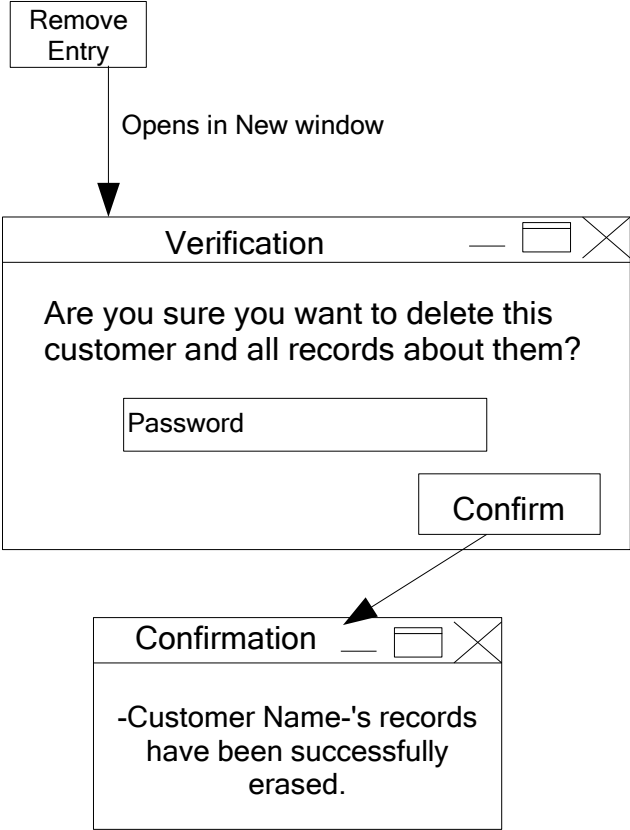 Remove
Entry
Opens in New window
Verification
Are you sure you want to delete this
customer and all records about them?
Password
Confirm
Confirmation
-Customer Name-'s records
have been successfully
erased.